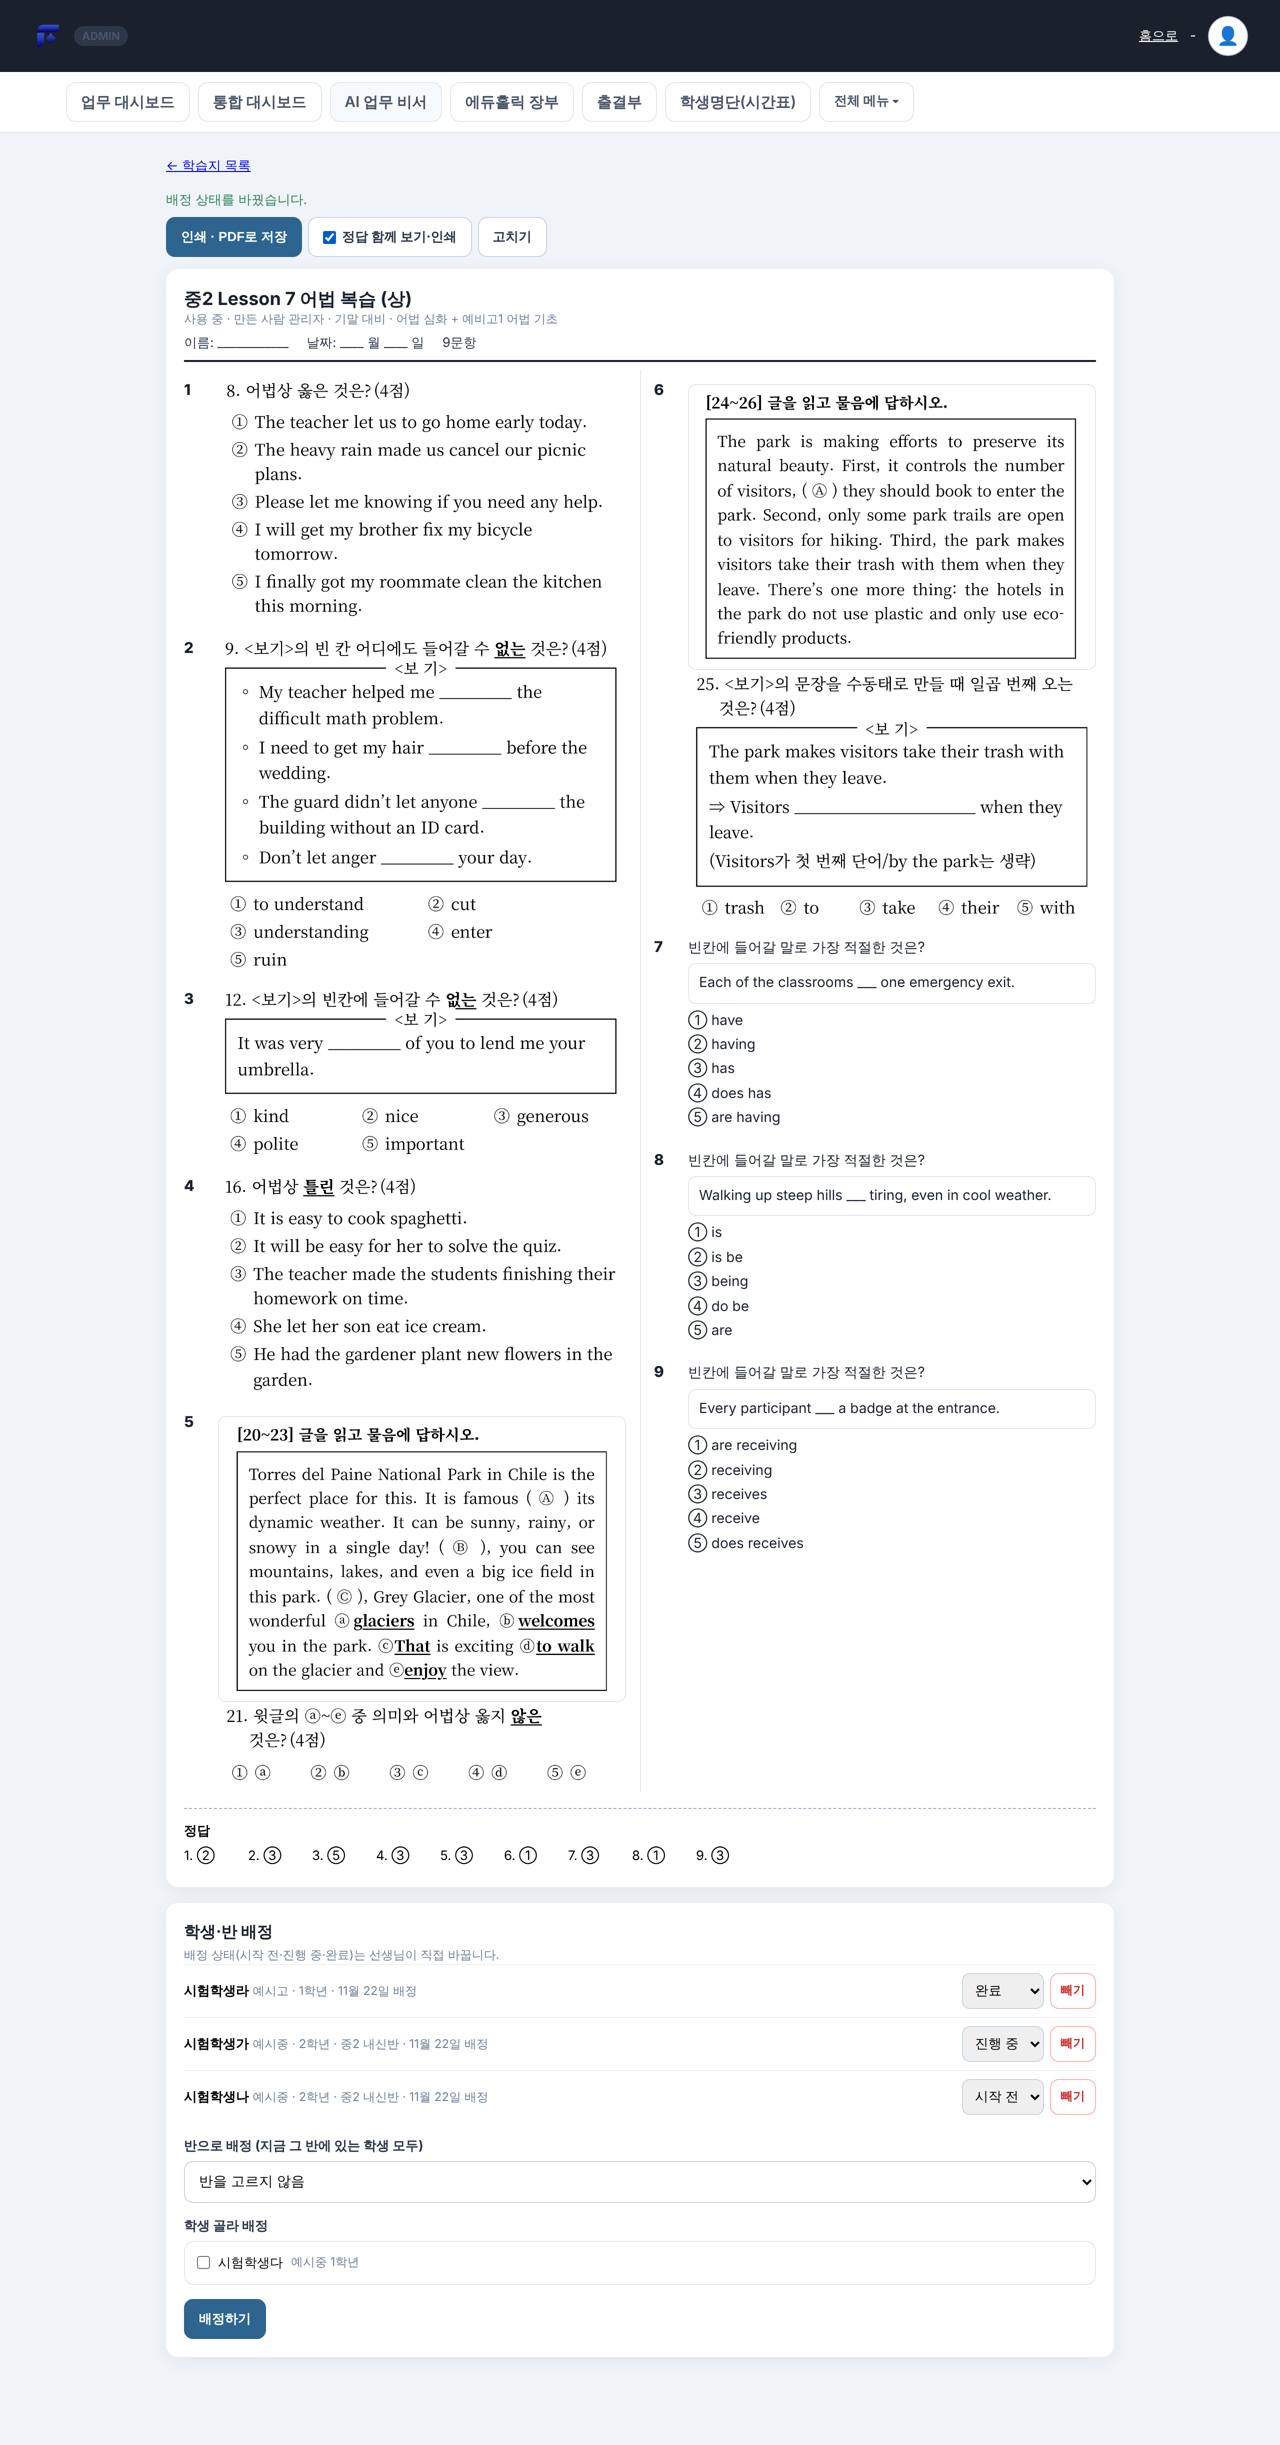 ADMIN
홈으로 -
업무 대시보드 통합 대시보드 AI 업무 비서 에듀홀릭 장부 출결부 학생명단(시간표) 전체 메뉴
← 학습지 목록
배정 상태를 바꿨습니다.
인쇄 · PDF로 저장 정답 함께 보기·인쇄 고치기
중2 Lesson 7 어법 복습 (상)
사용 중 · 만든 사람 관리자 · 기말 대비 · 어법 심화 + 예비고1 어법 기초
이름: ____________ 날짜: ____ 월 ____ 일 9문항
1
8. 어법상 옳은 것은? (4점)
① The teacher let us to go home early today.
② The heavy rain made us cancel our picnic
plans.
③ Please let me knowing if you need any help.
④ I will get my brother fix my bicycle
tomorrow.
⑤ I finally got my roommate clean the kitchen
this morning.
2
9. <보기>의 빈 칸 어디에도 들어갈 수 없는 것은? (4점)
<보 기>
◦ My teacher helped me ________ the
difficult math problem.
◦ I need to get my hair ________ before the
wedding.
◦ The guard didn't let anyone ________ the
building without an ID card.
◦ Don't let anger ________ your day.
① to understand ② cut
③ understanding ④ enter
⑤ ruin
3
12. <보기>의 빈칸에 들어갈 수 없는 것은? (4점)
<보 기>
It was very ________ of you to lend me your
umbrella.
① kind ② nice ③ generous
④ polite ⑤ important
4
16. 어법상 틀린 것은? (4점)
① It is easy to cook spaghetti.
② It will be easy for her to solve the quiz.
③ The teacher made the students finishing their
homework on time.
④ She let her son eat ice cream.
⑤ He had the gardener plant new flowers in the
garden.
5
[20~23] 글을 읽고 물음에 답하시오.
Torres del Paine National Park in Chile is the
perfect place for this. It is famous ( Ⓐ ) its
dynamic weather. It can be sunny, rainy, or
snowy in a single day! ( Ⓑ ), you can see
mountains, lakes, and even a big ice field in
this park. ( Ⓒ ), Grey Glacier, one of the most
wonderful ⓐglaciers in Chile, ⓑwelcomes
you in the park. ⓒThat is exciting ⓓto walk
on the glacier and ⓔenjoy the view.
21. 윗글의 ⓐ~ⓔ 중 의미와 어법상 옳지 않은
것은? (4점)
① ⓐ ② ⓑ ③ ⓒ ④ ⓓ ⑤ ⓔ
6
[24~26] 글을 읽고 물음에 답하시오.
The park is making efforts to preserve its
natural beauty. First, it controls the number
of visitors, ( Ⓐ ) they should book to enter the
park. Second, only some park trails are open
to visitors for hiking. Third, the park makes
visitors take their trash with them when they
leave. There's one more thing: the hotels in
the park do not use plastic and only use eco-
friendly products.
25. <보기>의 문장을 수동태로 만들 때 일곱 번째 오는
것은? (4점)
<보 기>
The park makes visitors take their trash with
them when they leave.
⇒ Visitors ____________________ when they
leave.
(Visitors가 첫 번째 단어/by the park는 생략)
① trash ② to ③ take ④ their ⑤ with
7
빈칸에 들어갈 말로 가장 적절한 것은?
Each of the classrooms ___ one emergency exit.
① have
② having
③ has
④ does has
⑤ are having
8
빈칸에 들어갈 말로 가장 적절한 것은?
Walking up steep hills ___ tiring, even in cool weather.
① is
② is be
③ being
④ do be
⑤ are
9
빈칸에 들어갈 말로 가장 적절한 것은?
Every participant ___ a badge at the entrance.
① are receiving
② receiving
③ receives
④ receive
⑤ does receives
정답
1. ② 2. ③ 3. ⑤ 4. ③ 5. ③ 6. ① 7. ③ 8. ① 9. ③
학생·반 배정
배정 상태(시작 전·진행 중·완료)는 선생님이 직접 바꿉니다.
시험학생라 예시고 · 1학년 · 11월 22일 배정 완료 빼기
시험학생가 예시중 · 2학년 · 중2 내신반 · 11월 22일 배정 진행 중 빼기
시험학생나 예시중 · 2학년 · 중2 내신반 · 11월 22일 배정 시작 전 빼기
반으로 배정 (지금 그 반에 있는 학생 모두)
반을 고르지 않음
학생 골라 배정
시험학생다 예시중 1학년
배정하기